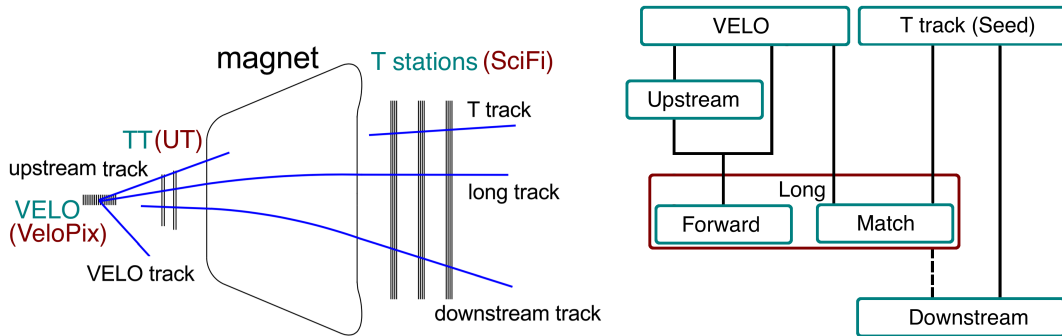 magnet
T stations (SciFi)
T track
TT(UT)
upstream track
long track
VELO
(VeloPix)
VELO track
downstream track
VELO
T track (Seed)
Upstream
Long
Forward
Match
Downstream